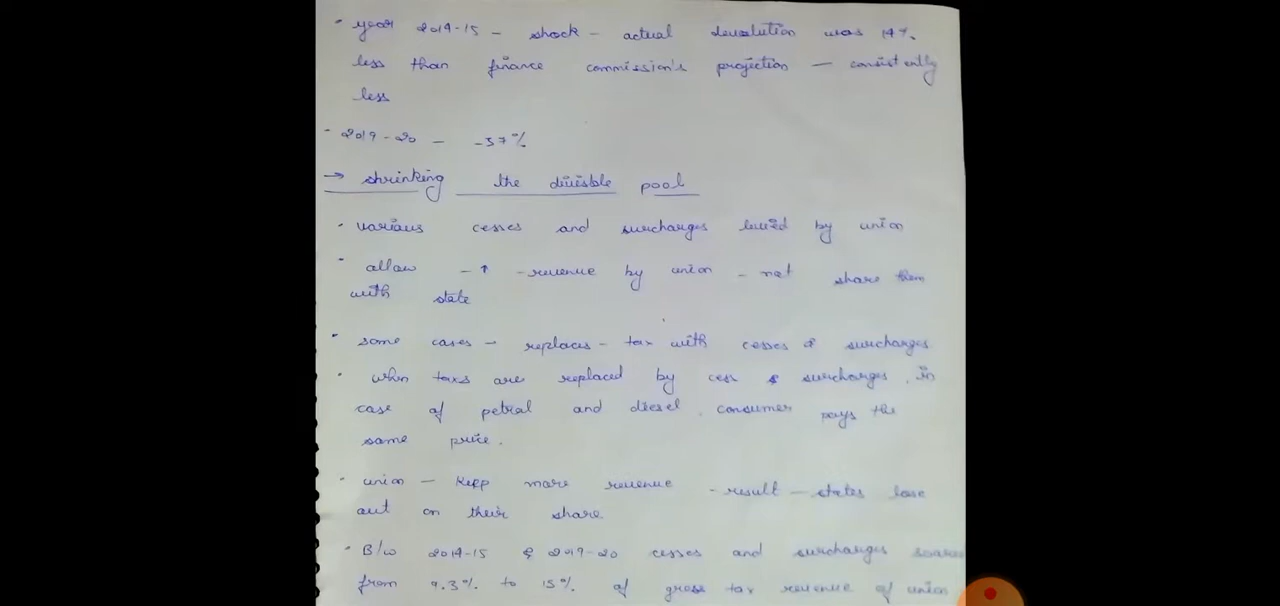 · year 2014-15 - shock - actual devolution was 14%
less than finance commission's projection - consistently
less
· 2019-20 - -37%
→ shrinking the divisble pool
· various cesses and surcharges levied by union
· allow - ↑ - revenue by union - not share them
with state
· some cases - replaces - tax with cesses & surcharges
· when taxs are replaced by cess & surcharges, in
case of petral and diesel, consumer pays the
same price.
· union - keep more revenue - result - states lose
out on their share
· B/w 2014-15 & 2019-20 cesses and surcharges soared
from 9.3% to 15% of gross tax revenue of union